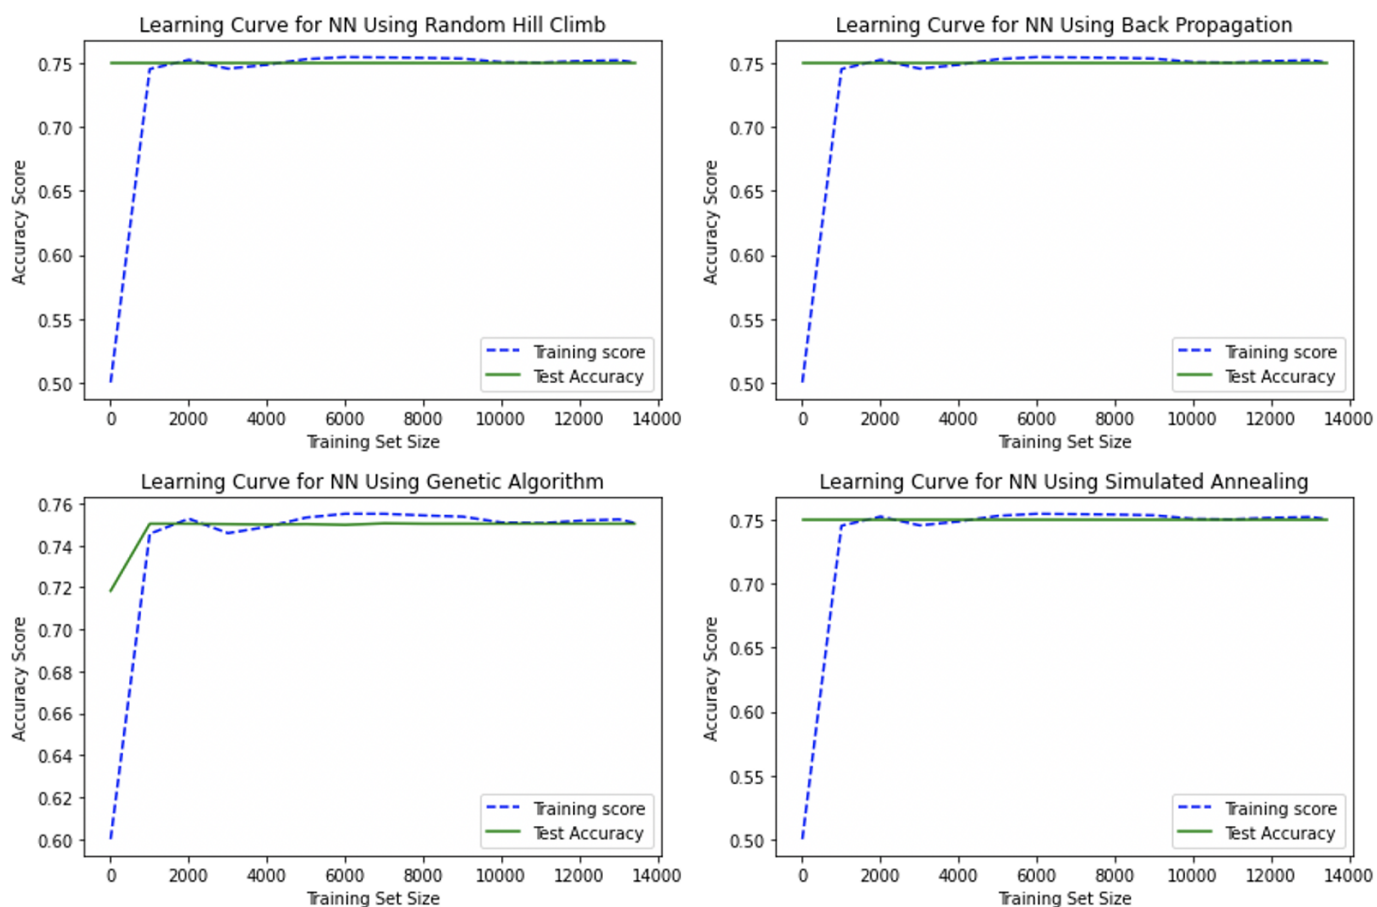 Learning Curve for NN Using Random Hill Climb
Accuracy Score
0.75
0.70
0.65
0.60
0.55
0.50
Training score
Test Accuracy
0 2000 4000 6000 8000 10000 12000 14000
Training Set Size
Learning Curve for NN Using Back Propagation
Accuracy Score
0.75
0.70
0.65
0.60
0.55
0.50
Training score
Test Accuracy
0 2000 4000 6000 8000 10000 12000 14000
Training Set Size
Learning Curve for NN Using Genetic Algorithm
Accuracy Score
0.76
0.74
0.72
0.70
0.68
0.66
0.64
0.62
0.60
Training score
Test Accuracy
0 2000 4000 6000 8000 10000 12000 14000
Training Set Size
Learning Curve for NN Using Simulated Annealing
Accuracy Score
0.75
0.70
0.65
0.60
0.55
0.50
Training score
Test Accuracy
0 2000 4000 6000 8000 10000 12000 14000
Training Set Size